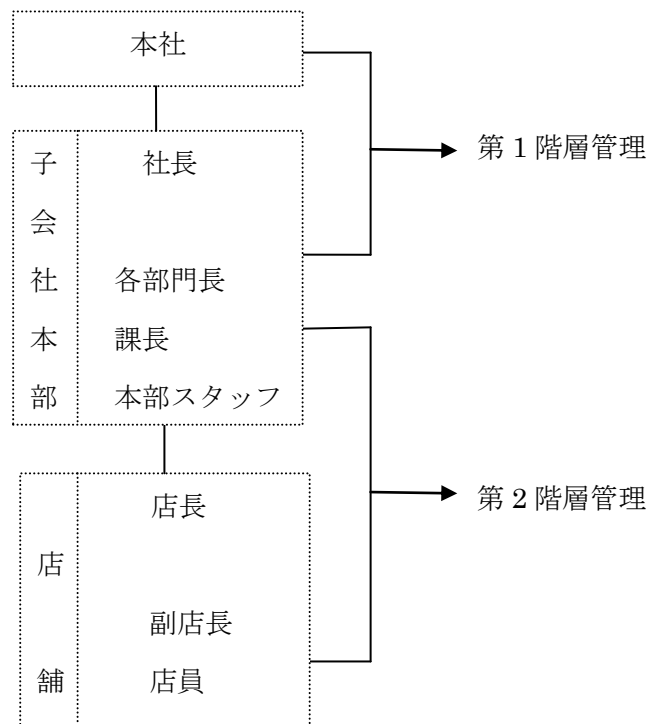 本社
第1階層管理
子会社本部
社長
各部門長
課長
本部スタッフ
第2階層管理
店舗
店長
副店長
店員